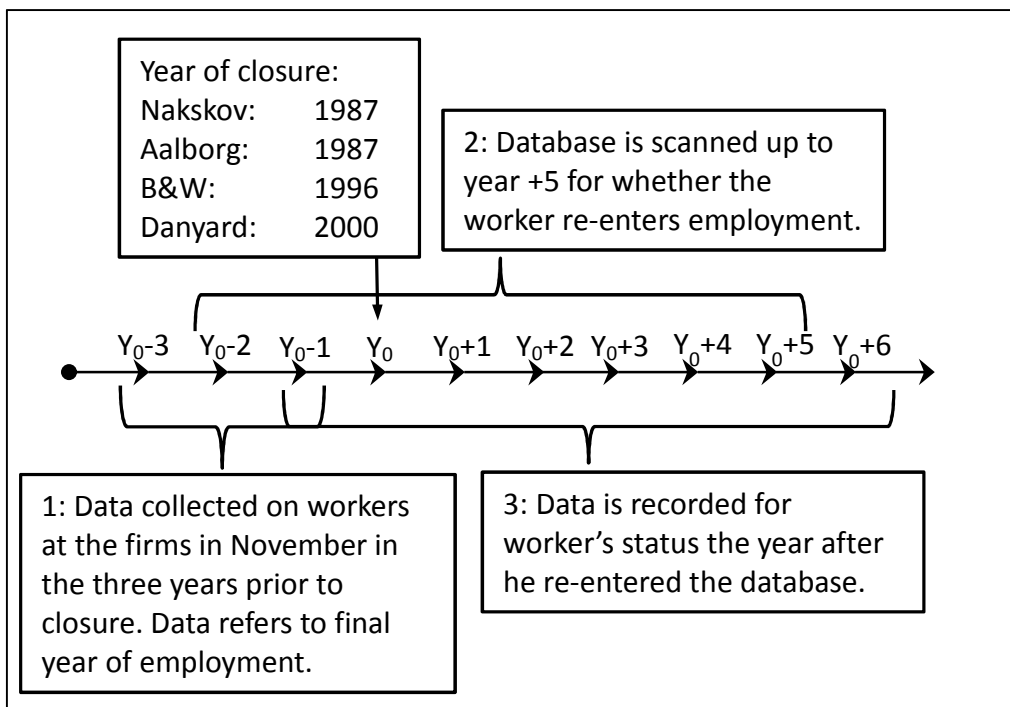 Year of closure:
Nakskov: 1987
Aalborg: 1987
B&W: 1996
Danyard: 2000
2: Database is scanned up to
year +5 for whether the
worker re-enters employment.
Y₀-3 Y₀-2 Y₀-1 Y₀ Y₀+1 Y₀+2 Y₀+3 Y₀+4 Y₀+5 Y₀+6
1: Data collected on workers
at the firms in November in
the three years prior to
closure. Data refers to final
year of employment.
3: Data is recorded for
worker’s status the year after
he re-entered the database.